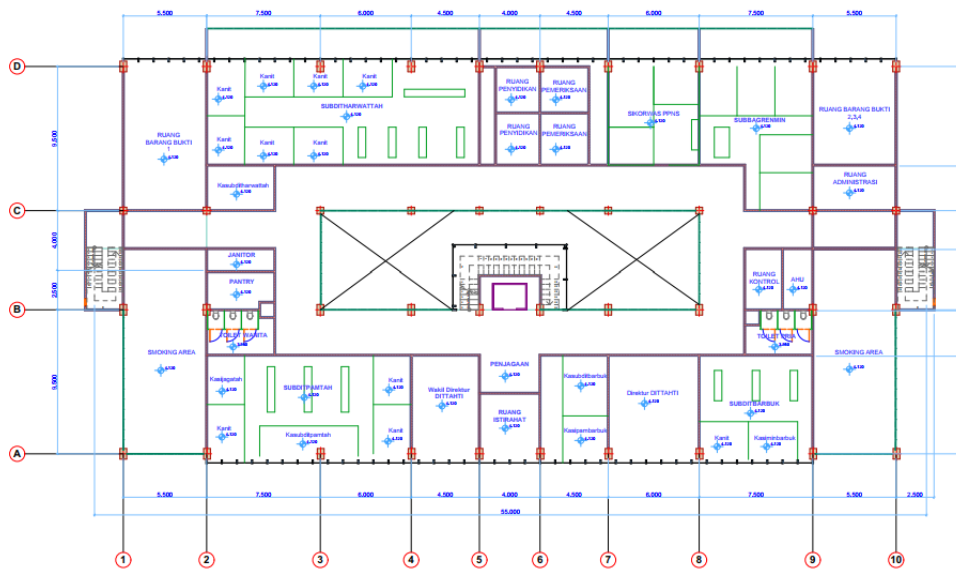 5.500 7.500 6.000 4.500 4.000 4.500 6.000 7.500 5.500
D
Kanit
Kanit
Kanit
Kanit
SUBDITHARWATTAH
Kanit
Kanit
Kanit
Kanit
RUANG
PENYIDIKAN
RUANG
PEMERIKSAAN
RUANG
PENYIDIKAN
RUANG
PEMERIKSAAN
SIKORWAS PPNS
SUBBAGRENMIN
RUANG BARANG BUKTI
2,3,4
RUANG
BARANG BUKTI
1
9.500
Kasubditharwattah
RUANG
ADMINISTRASI
C
4.000
JANITOR
PANTRY
2.500
RUANG
KONTROL
AHU
B
TOILET WANITA
TOILET PRIA
SMOKING AREA
SMOKING AREA
9.500
Kasijagatah
SUBDITPAMTAH
Kanit
Kanit
Kasubditpamtah
Kanit
Wakil Direktur
DITTAHTI
PENJAGAAN
RUANG
ISTIRAHAT
Kasubditbarbuk
Kasipambarbuk
Direktur DITTAHTI
SUBDITBARBUK
Kanit
Kasiminbarbuk
A
5.500 7.500 6.000 4.500 4.000 4.500 6.000 7.500 5.500 2.500
55.000
1 2 3 4 5 6 7 8 9 10